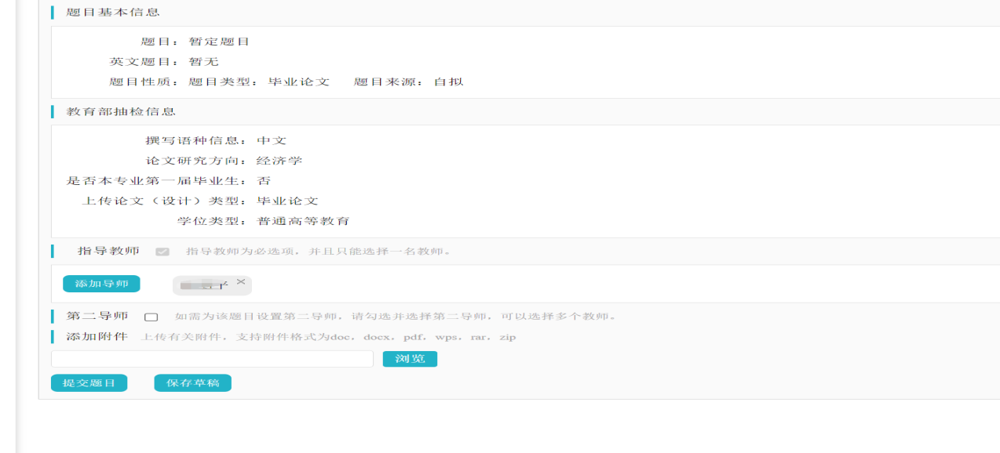 题目基本信息
题目：暂定题目
英文题目：暂无
题目性质：题目类型：毕业论文 题目来源：自拟
教育部抽检信息
撰写语种信息：中文
论文研究方向：经济学
是否本专业第一届毕业生：否
上传论文（设计）类型：毕业论文
学位类型：普通高等教育
指导教师 指导教师为必选项，并且只能选择一名教师。
添加导师
第二导师 如需为该题目设置第二导师，请勾选并选择第二导师，可以选择多个教师。
添加附件 上传有关附件，支持附件格式为doc，docx，pdf，wps，rar，zip
浏览
提交题目 保存草稿